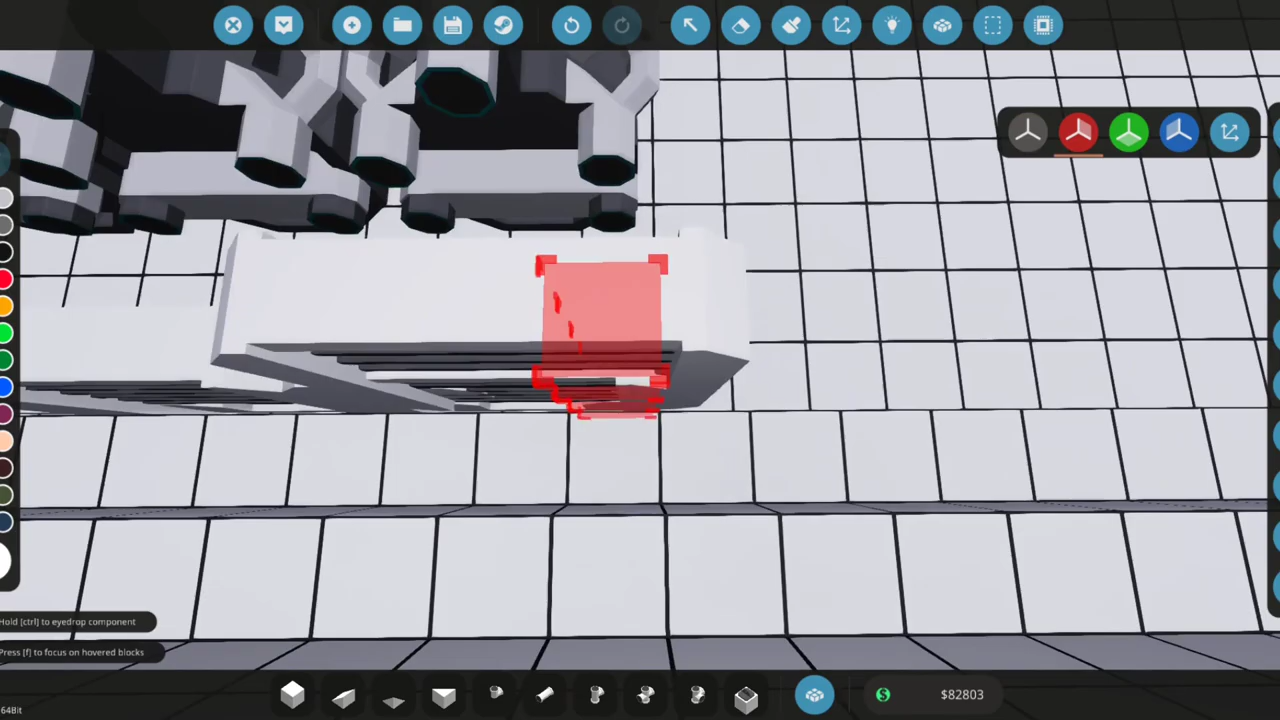 Hold [ctrl] to eyedrop component
Press [f] to focus on hovered blocks
$82803
64Bit